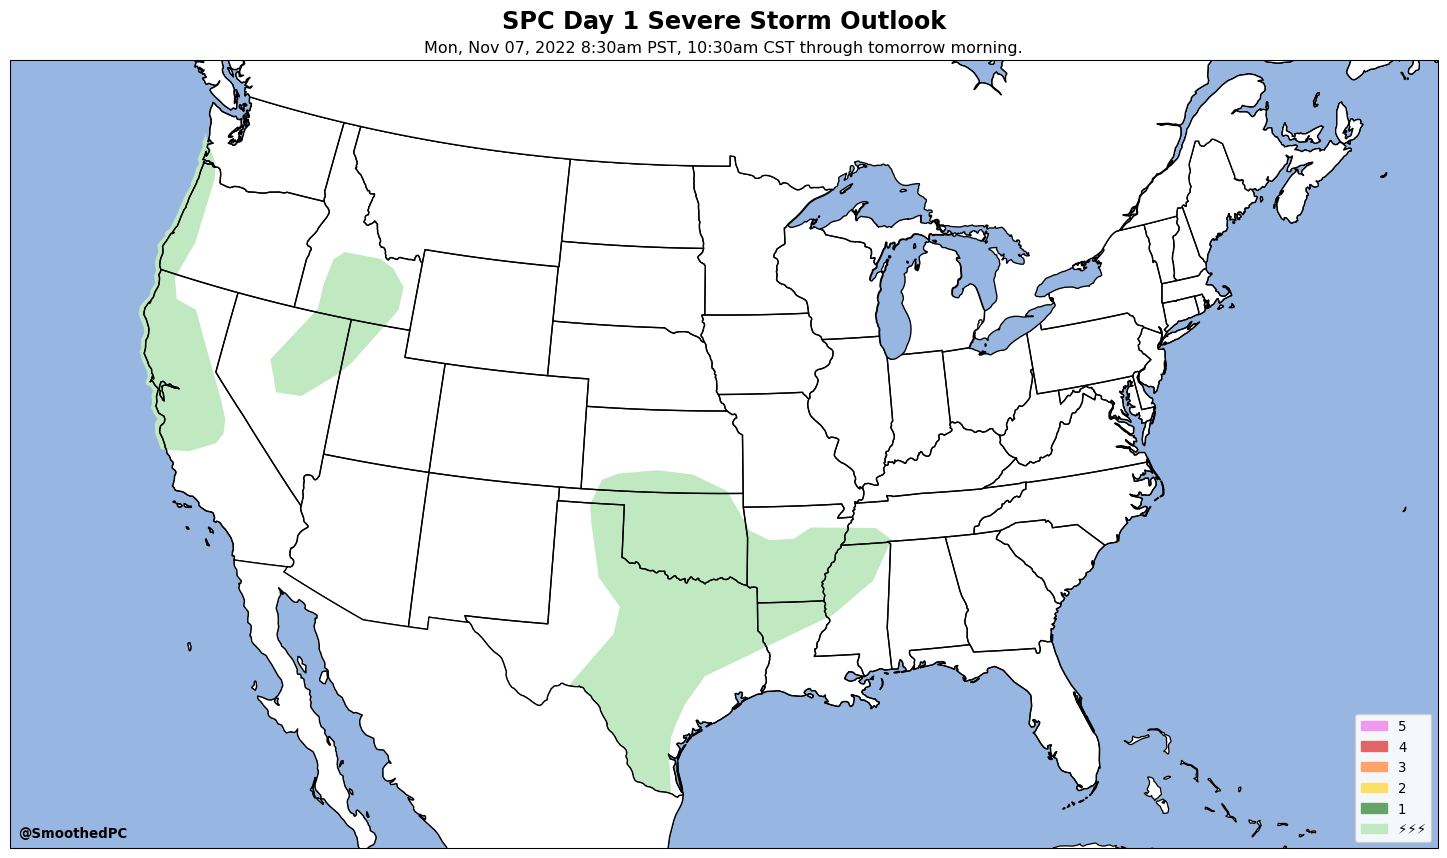 SPC Day 1 Severe Storm Outlook
Mon, Nov 07, 2022 8:30am PST, 10:30am CST through tomorrow morning.
5
4
3
2
1
⚡⚡⚡
@SmoothedPC